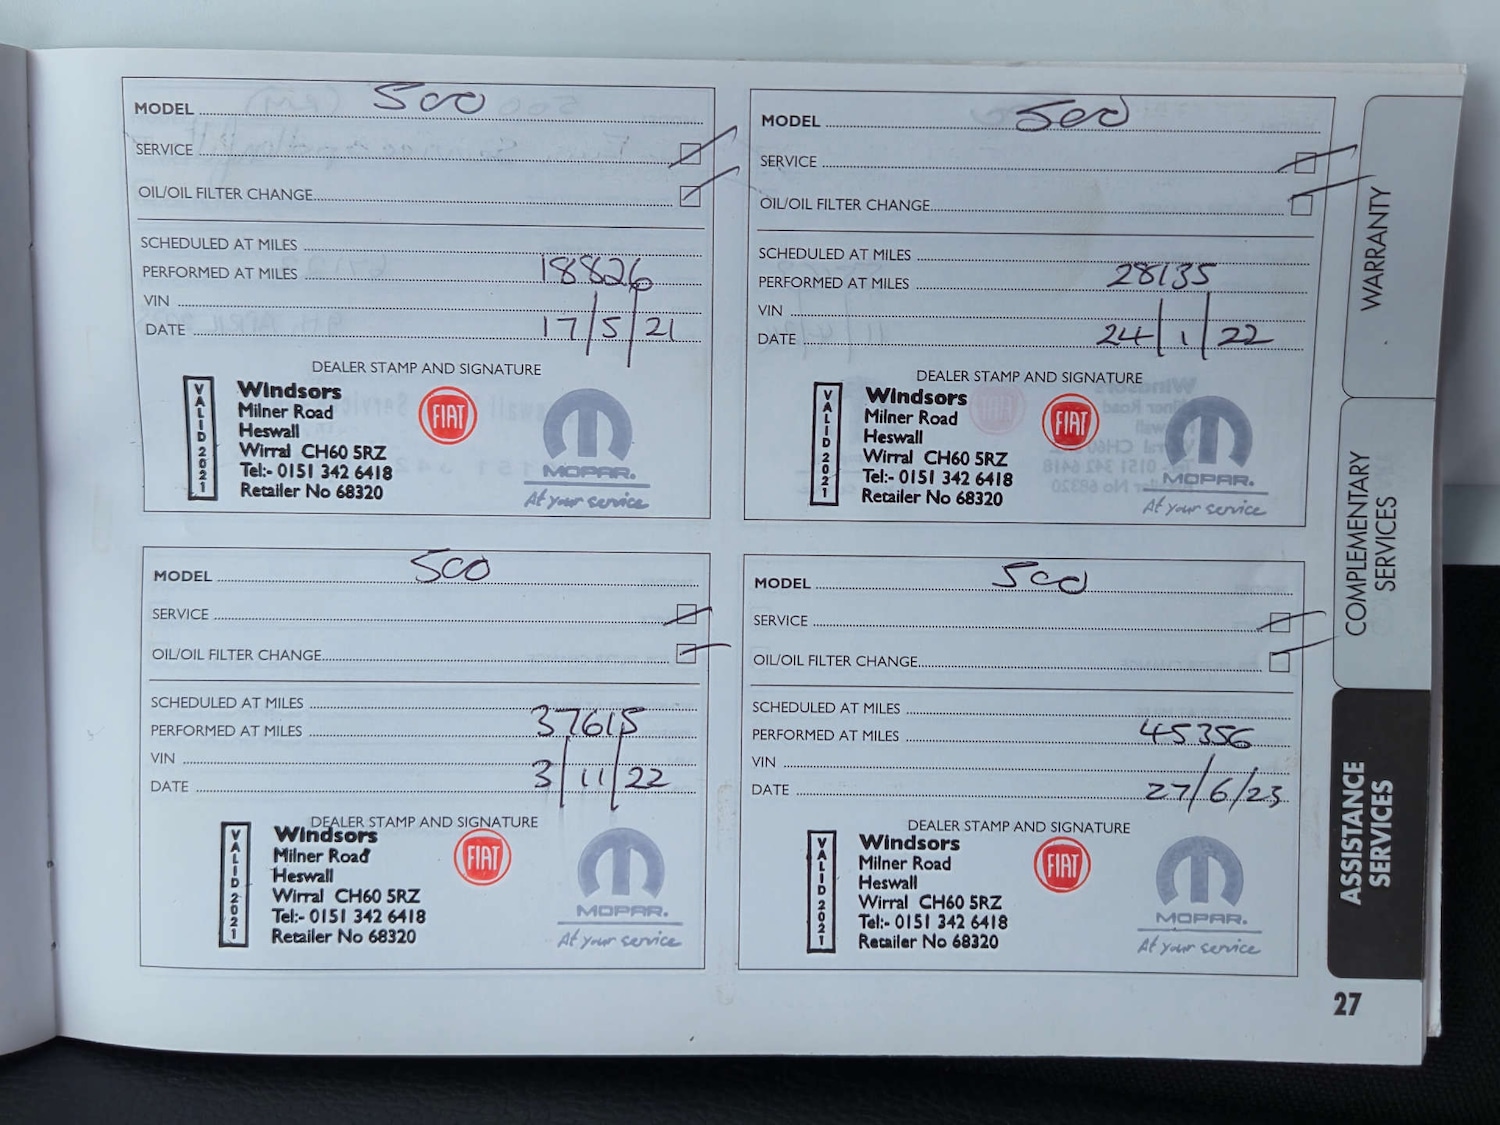 MODEL 500
SERVICE
OIL/OIL FILTER CHANGE
SCHEDULED AT MILES
PERFORMED AT MILES 18826
VIN
DATE 17/5/21
DEALER STAMP AND SIGNATURE
VALID 2021
Windsors
Milner Road
Heswall
Wirral CH60 5RZ
Tel:- 0151 342 6418
Retailer No 68320
FIAT
MOPAR.
At your service
MODEL 500
SERVICE
OIL/OIL FILTER CHANGE
SCHEDULED AT MILES
PERFORMED AT MILES 28135
VIN
DATE 24/1/22
DEALER STAMP AND SIGNATURE
VALID 2021
Windsors
Milner Road
Heswall
Wirral CH60 5RZ
Tel:- 0151 342 6418
Retailer No 68320
FIAT
MOPAR.
At your service
MODEL 500
SERVICE
OIL/OIL FILTER CHANGE
SCHEDULED AT MILES
PERFORMED AT MILES 37615
VIN
DATE 3/11/22
DEALER STAMP AND SIGNATURE
VALID 2021
Windsors
Milner Road
Heswall
Wirral CH60 5RZ
Tel:- 0151 342 6418
Retailer No 68320
FIAT
MOPAR.
At your service
MODEL 500
SERVICE
OIL/OIL FILTER CHANGE
SCHEDULED AT MILES
PERFORMED AT MILES 45356
VIN
DATE 27/6/23
DEALER STAMP AND SIGNATURE
VALID 2021
Windsors
Milner Road
Heswall
Wirral CH60 5RZ
Tel:- 0151 342 6418
Retailer No 68320
FIAT
MOPAR.
At your service
WARRANTY
COMPLEMENTARY
SERVICES
ASSISTANCE
SERVICES
27